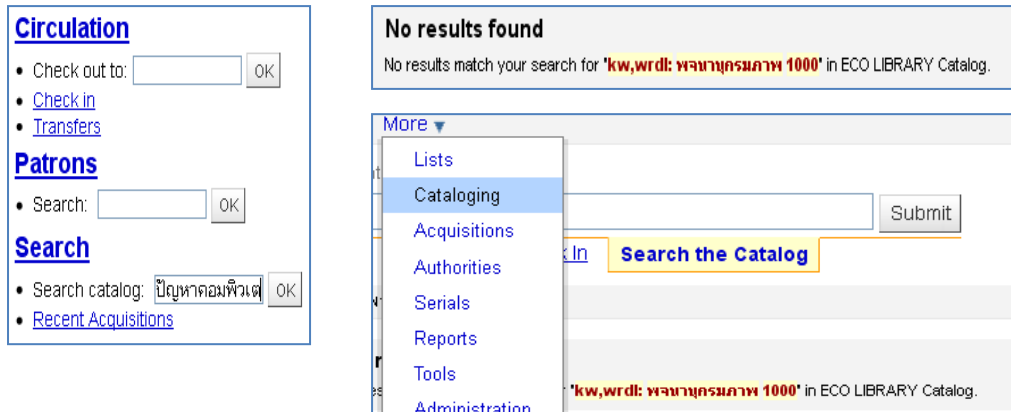 Circulation
• Check out to: OK
• Check in
• Transfers
Patrons
• Search: OK
Search
• Search catalog: ปัญหาคอมพิวเต OK
• Recent Acquisitions
No results found
No results match your search for 'kw,wrdl: พจนานุกรมภาพ 1000' in ECO LIBRARY Catalog.
More ▼
Lists
Cataloging
Submit
Acquisitions
In Search the Catalog
Authorities
Serials
Reports
Tools
'kw,wrdl: พจนานุกรมภาพ 1000' in ECO LIBRARY Catalog.
Administration